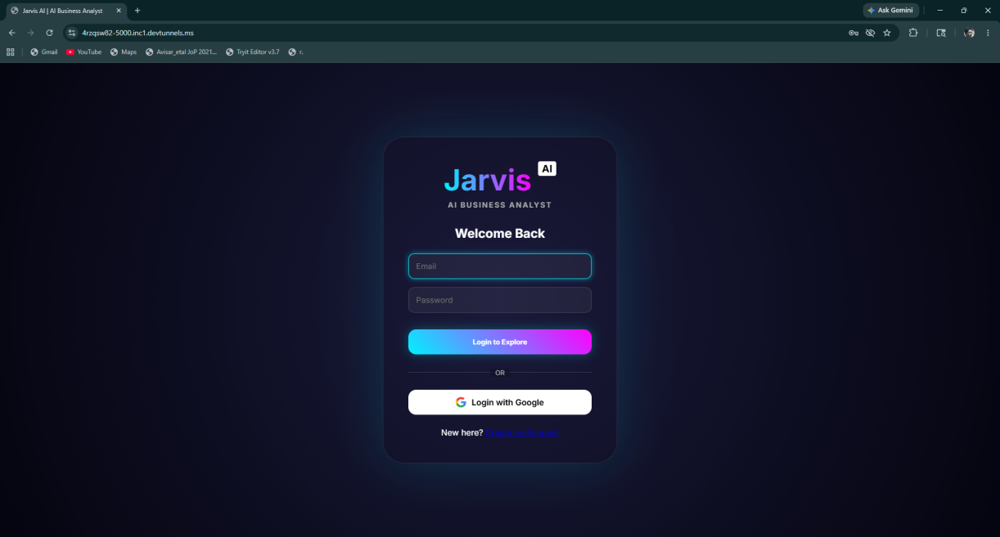 Jarvis AI | AI Business Analyst
Ask Gemini
4rzqsw82-5000.inc1.devtunnels.ms
Gmail YouTube Maps Avisar_etal JoP 2021... Tryit Editor v3.7 r.
Jarvis AI
AI BUSINESS ANALYST
Welcome Back
Email
Password
Login to Explore
OR
Login with Google
New here? Create an Account